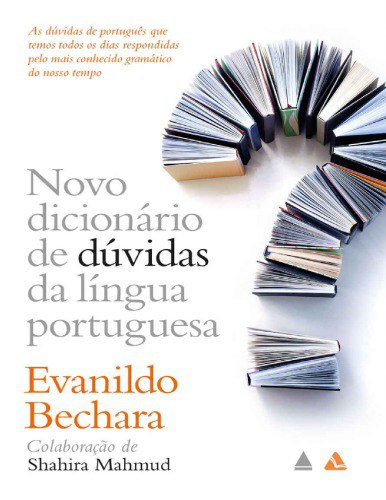 As dúvidas de português que
temos todos os dias respondidas
pelo mais conhecido gramático
do nosso tempo
Novo
dicionário
de dúvidas
da língua
portuguesa
Evanildo
Bechara
Colaboração de
Shahira Mahmud